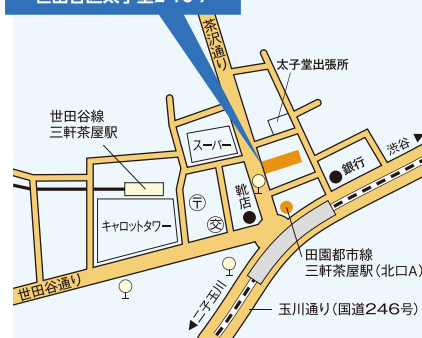 茶沢通り
太子堂出張所
世田谷線
三軒茶屋駅
スーパー
渋谷
銀行
靴店
〒
交
キャロットタワー
田園都市線
三軒茶屋駅(北口A)
世田谷通り
二子玉川
玉川通り(国道246号)